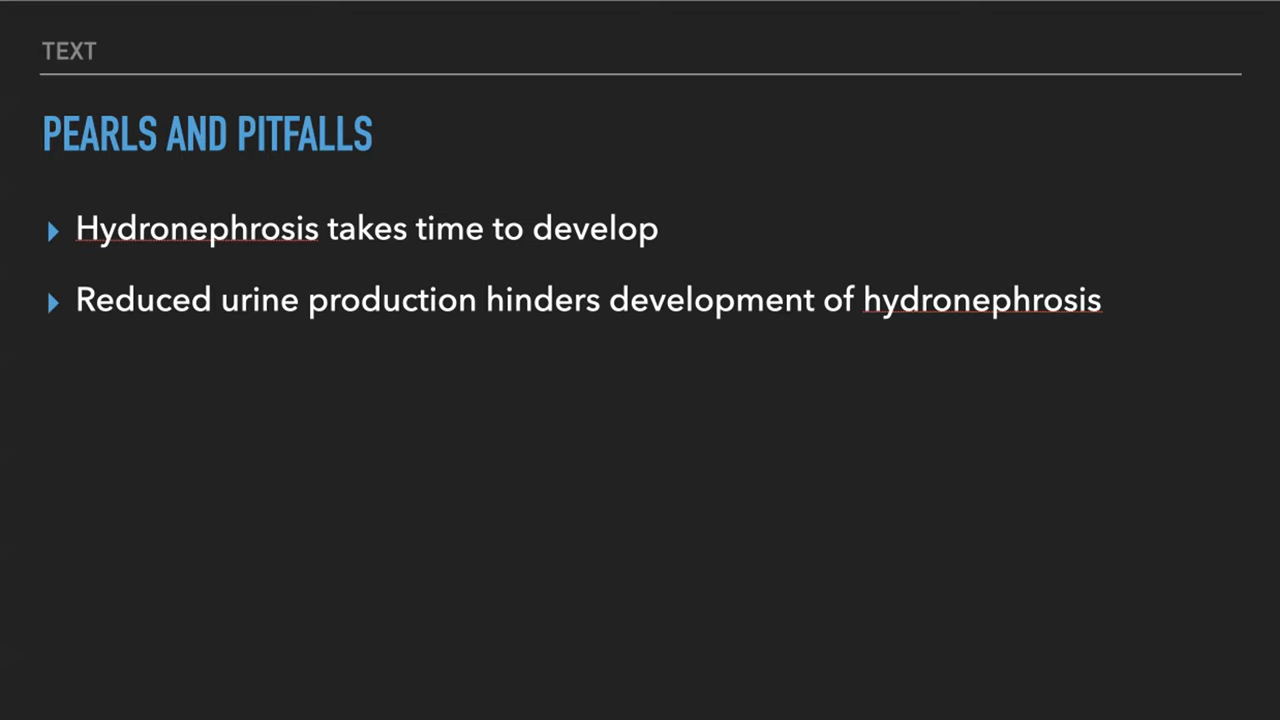 TEXT
PEARLS AND PITFALLS
Hydronephrosis takes time to develop
Reduced urine production hinders development of hydronephrosis